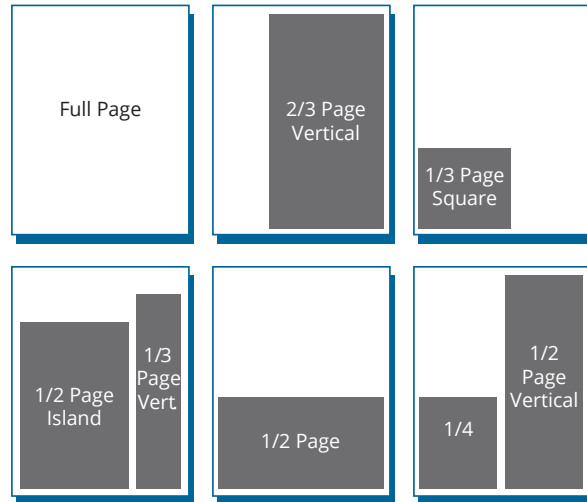 Full Page
2/3 Page
Vertical
1/3 Page
Square
1/2 Page
Island
1/3
Page
Vert.
1/2 Page
1/4
1/2
Page
Vertical